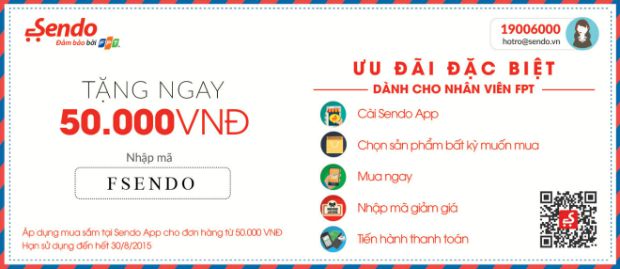 Sendo
Đảm bảo bởi FPT
TẶNG NGAY
50.000VNĐ
Nhập mã
FSENDO
Áp dụng mua sắm tại Sendo App cho đơn hàng từ 50.000 VNĐ
Hạn sử dụng đến hết 30/8/2015
19006000
hotro@sendo.vn
ƯU ĐÃI ĐẶC BIỆT
DÀNH CHO NHÂN VIÊN FPT
Cài Sendo App
Chọn sản phẩm bất kỳ muốn mua
Mua ngay
Nhập mã giảm giá
Tiến hành thanh toán